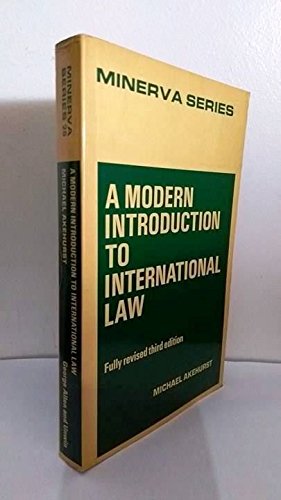 MINERVA SERIES
A MODERN
INTRODUCTION
TO
INTERNATIONAL
LAW
Fully revised third edition
MICHAEL AKEHURST
MINERVA
SERIES 25
A MODERN INTRODUCTION TO INTERNATIONAL LAW
MICHAEL AKEHURST
George Allen and Unwin